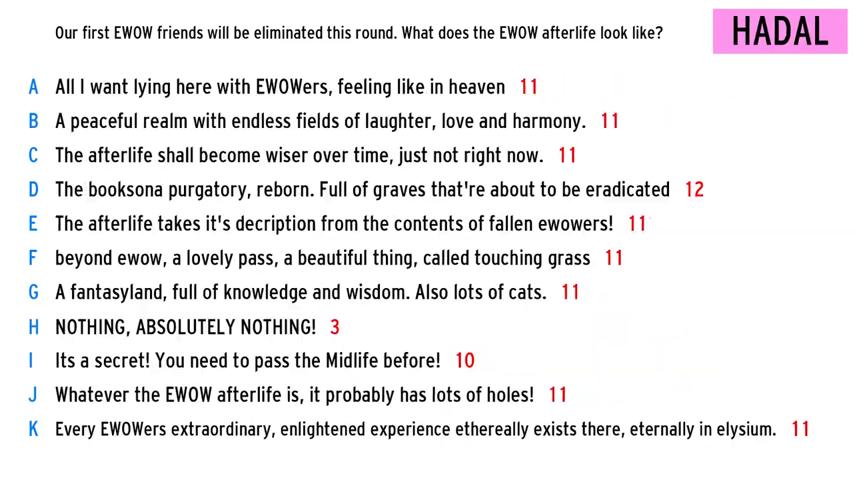 Our first EWOW friends will be eliminated this round. What does the EWOW afterlife look like?
HADAL
A All I want lying here with EWOWers, feeling like in heaven 11
B A peaceful realm with endless fields of laughter, love and harmony. 11
C The afterlife shall become wiser over time, just not right now. 11
D The booksona purgatory, reborn. Full of graves that're about to be eradicated 12
E The afterlife takes it's decription from the contents of fallen ewowers! 11
F beyond ewow, a lovely pass, a beautiful thing, called touching grass 11
G A fantasyland, full of knowledge and wisdom. Also lots of cats. 11
H NOTHING, ABSOLUTELY NOTHING! 3
I Its a secret! You need to pass the Midlife before! 10
J Whatever the EWOW afterlife is, it probably has lots of holes! 11
K Every EWOWers extraordinary, enlightened experience ethereally exists there, eternally in elysium. 11